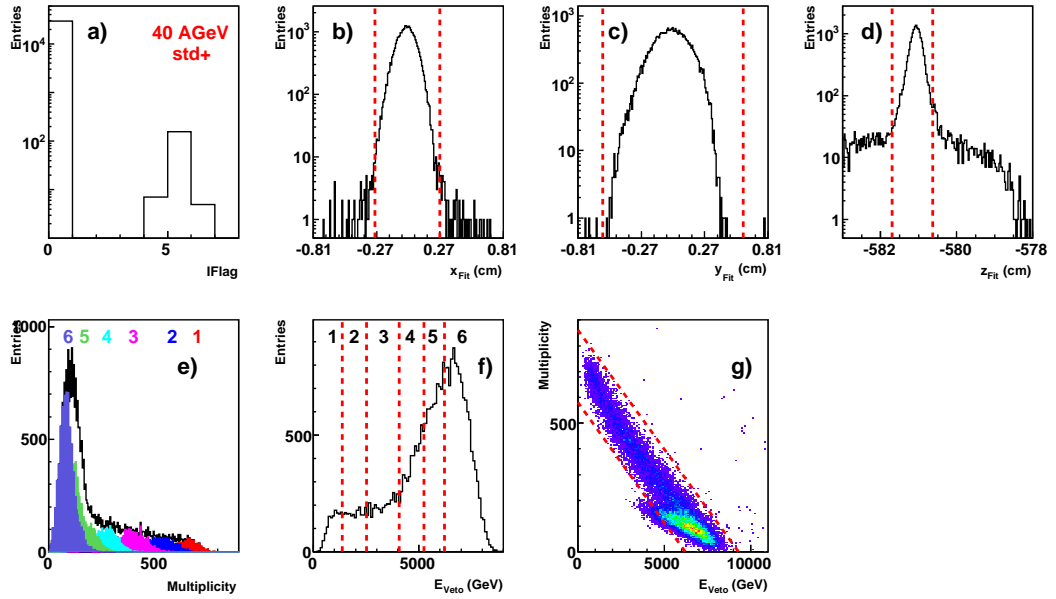 Entries
10^4
10^2
a)
40 AGeV
std+
5
IFlag
Entries
10^3
10^2
10
1
b)
-0.81
-0.27
0.27
0.81
x_Fit (cm)
Entries
10^3
10^2
10
1
c)
-0.81
-0.27
0.27
0.81
y_Fit (cm)
Entries
10^3
10^2
10
1
d)
-582
-580
-578
z_Fit (cm)
Entries
1000
500
0
6 5 4 3 2 1
e)
0
500
Multiplicity
Entries
500
0
1 2 3 4 5 6
f)
5000
E_Veto (GeV)
Multiplicity
500
0
g)
0
5000
10000
E_Veto (GeV)